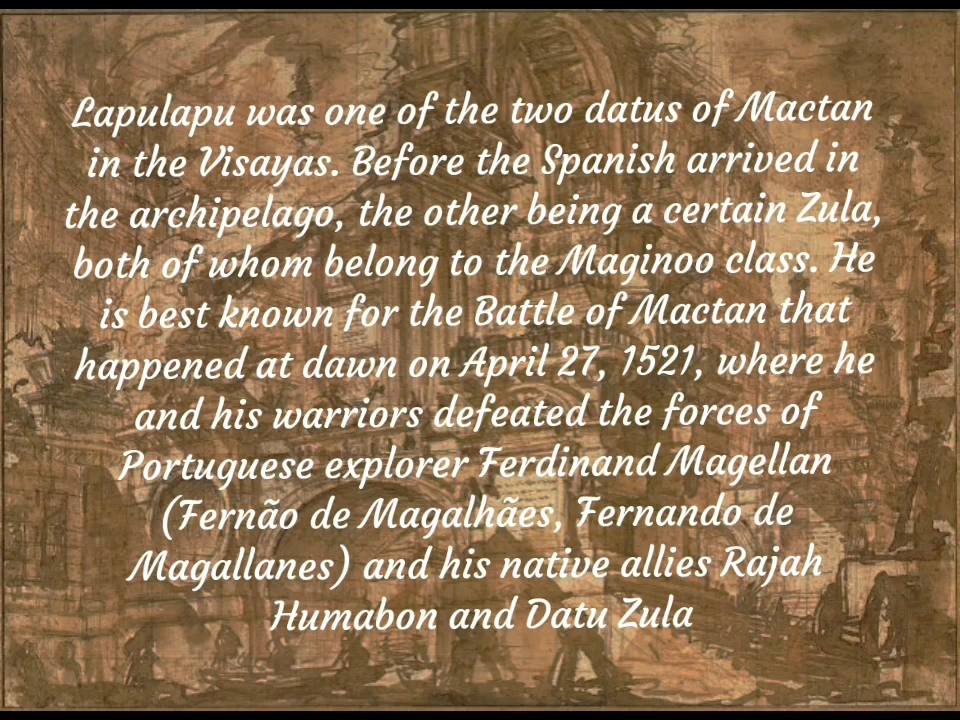 Lapulapu was one of the two datus of Mactan
in the Visayas. Before the Spanish arrived in
the archipelago, the other being a certain Zula,
both of whom belong to the Maginoo class. He
is best known for the Battle of Mactan that
happened at dawn on April 27, 1521, where he
and his warriors defeated the forces of
Portuguese explorer Ferdinand Magellan
(Fernão de Magalhães, Fernando de
Magallanes) and his native allies Rajah
Humabon and Datu Zula